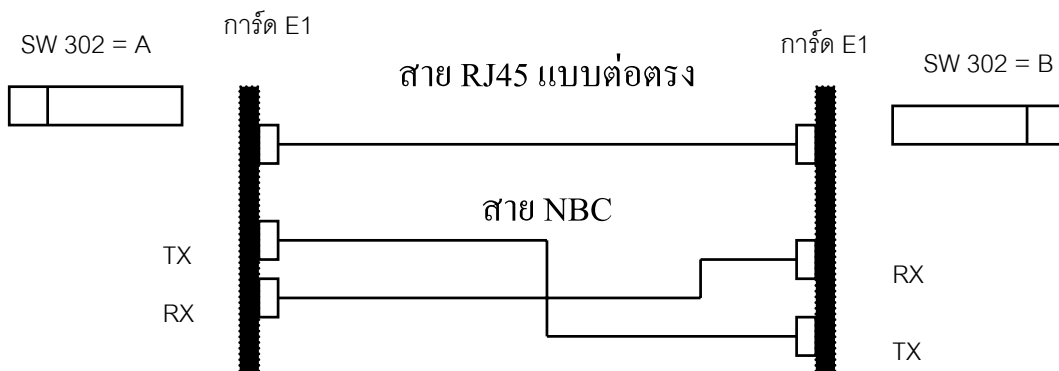 การ์ด E1
SW 302 = A
การ์ด E1
SW 302 = B
สาย RJ45 แบบต่อตรง
สาย NBC
TX
RX
RX
TX